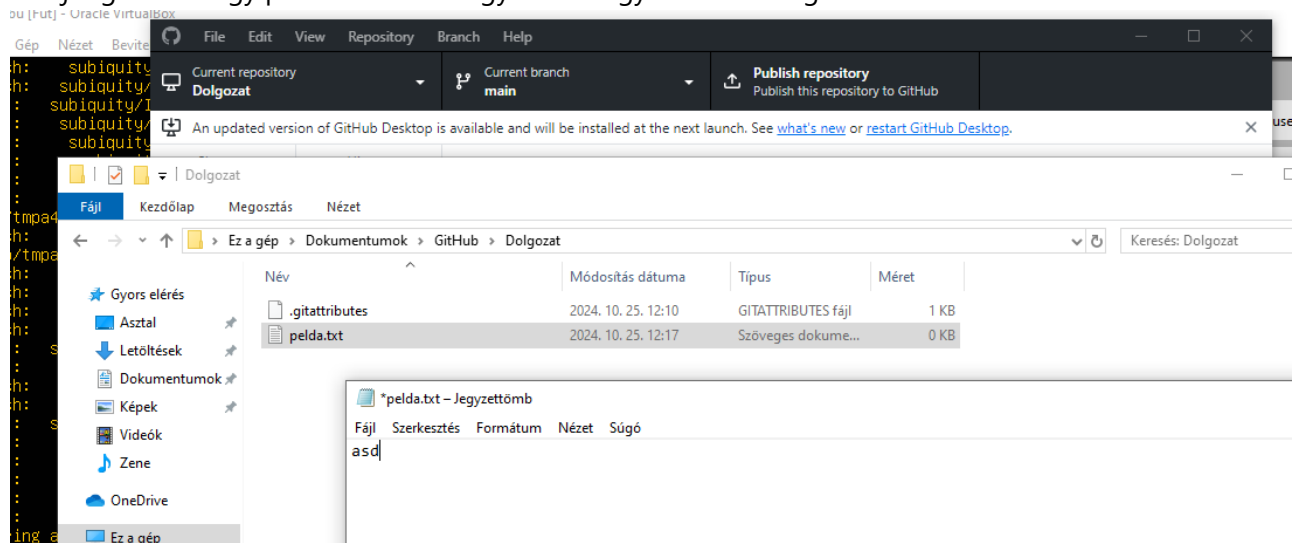 ou [Fut] - Oracle VirtualBox
Gép Nézet
File Edit View Repository Branch Help
Current repository
Dolgozat
Current branch
main
Publish repository
Publish this repository to GitHub
An updated version of GitHub Desktop is available and will be installed at the next launch. See what's new or restart GitHub Desktop.
h: subiquity
h: subiquity/
: subiquity/I
: subiquity/
: subiquity
Dolgozat
Fájl Kezdőlap Megosztás Nézet
Ez a gép > Dokumentumok > GitHub > Dolgozat
Keresés: Dolgozat
Név Módosítás dátuma Típus Méret
.gitattributes 2024. 10. 25. 12:10 GITATTRIBUTES fájl 1 KB
pelda.txt 2024. 10. 25. 12:17 Szöveges dokume... 0 KB
Gyors elérés
Asztal
Letöltések
Dokumentumok
Képek
Videók
Zene
OneDrive
Ez a gép
*pelda.txt – Jegyzettömb
Fájl Szerkesztés Formátum Nézet Súgó
asd